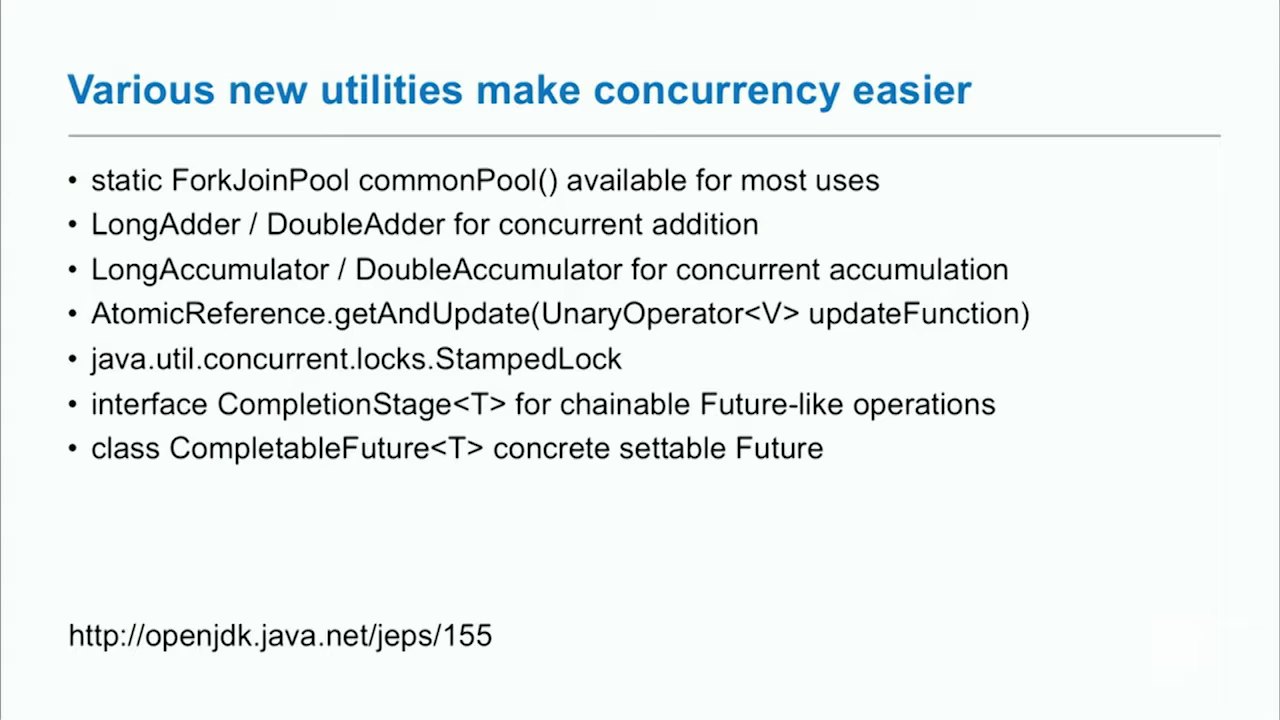 Various new utilities make concurrency easier
• static ForkJoinPool commonPool() available for most uses
• LongAdder / DoubleAdder for concurrent addition
• LongAccumulator / DoubleAccumulator for concurrent accumulation
• AtomicReference.getAndUpdate(UnaryOperator<V> updateFunction)
• java.util.concurrent.locks.StampedLock
• interface CompletionStage<T> for chainable Future-like operations
• class CompletableFuture<T> concrete settable Future
http://openjdk.java.net/jeps/155